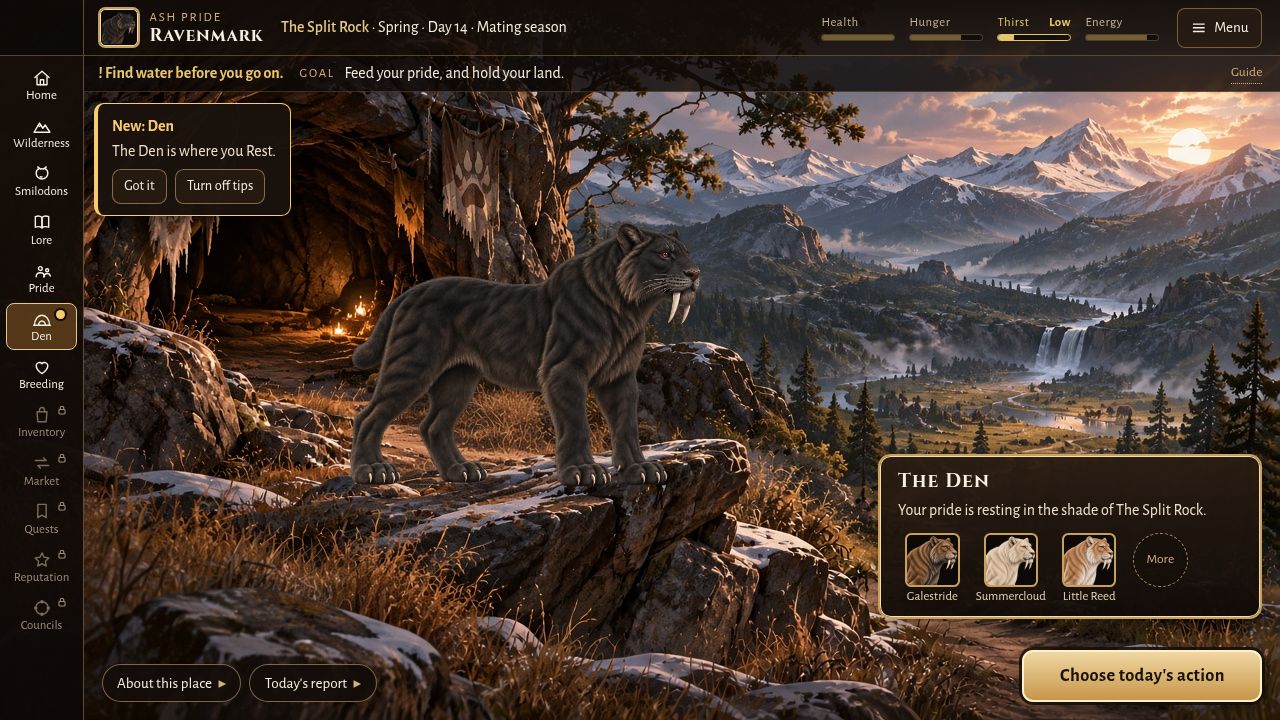 ASH PRIDE
RAVENMARK
The Split Rock · Spring · Day 14 · Mating season
Health
Hunger
Thirst Low
Energy
Menu
! Find water before you go on.
GOAL Feed your pride, and hold your land.
Guide
Home
Wilderness
Smilodons
Lore
Pride
Den
Breeding
Inventory
Market
Quests
Reputation
Councils
New: Den
The Den is where you Rest.
Got it
Turn off tips
THE DEN
Your pride is resting in the shade of The Split Rock.
Galestride
Summercloud
Little Reed
More
About this place
Today's report
Choose today's action